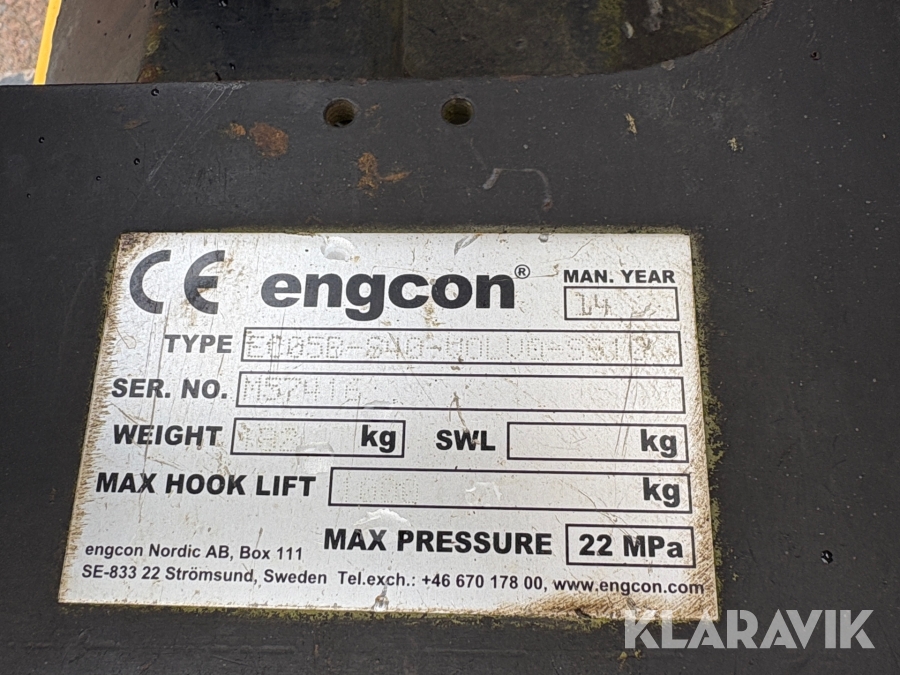 CE engcon® MAN. YEAR
14
TYPE
SER. NO. M57416
WEIGHT kg SWL kg
MAX HOOK LIFT kg
MAX PRESSURE 22 MPa
engcon Nordic AB, Box 111
SE-833 22 Strömsund, Sweden Tel.exch.: +46 670 178 00, www.engcon.com
KLARAVIK